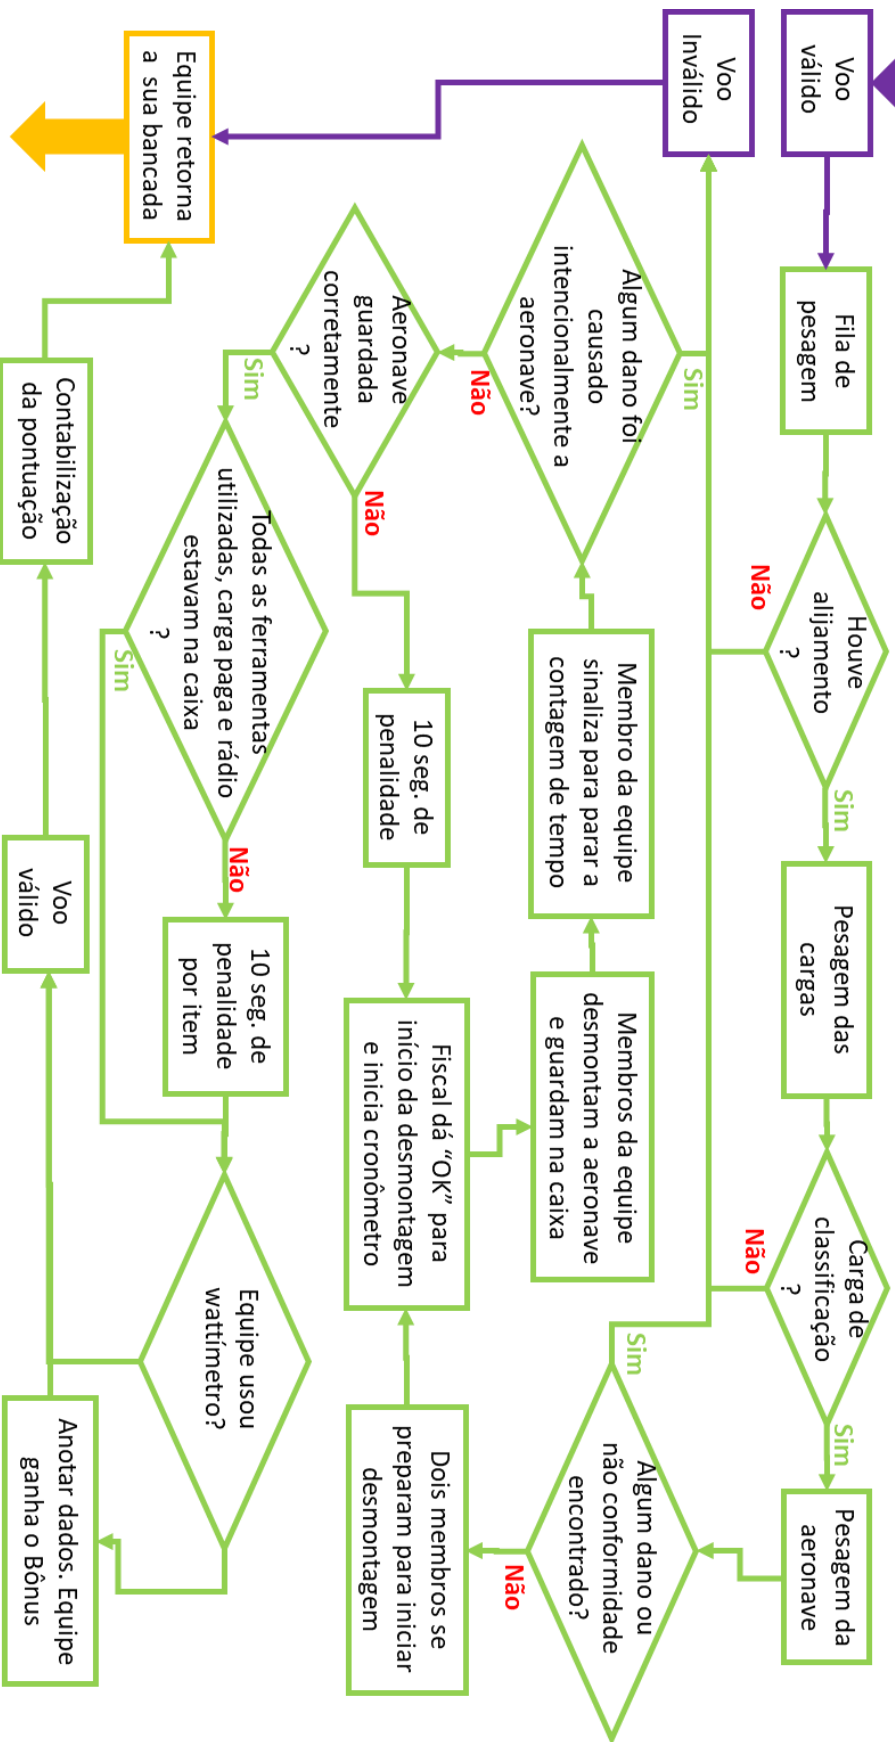 Voo
válido
Fila de
pesagem
Houve
alijamento
?
Sim
Não
Pesagem das
cargas
Carga de
classificação
?
Sim
Não
Pesagem da
aeronave
Voo
Inválido
Algum dano foi
causado
intencionalmente a
aeronave?
Sim
Não
Membro da equipe
sinaliza para parar a
contagem de tempo
Membros da equipe
desmontam a aeronave
e guardam na caixa
Algum dano ou
não conformidade
encontrado?
Sim
Não
Aeronave
guardada
corretamente
?
Não
Sim
10 seg. de
penalidade
Fiscal dá “OK” para
início da desmontagem
e inicia cronômetro
Dois membros se
preparam para iniciar
desmontagem
Equipe retorna
a sua bancada
Todas as ferramentas
utilizadas, carga paga e rádio
estavam na caixa
?
Não
Sim
10 seg. de
penalidade
por item
Equipe usou
wattímetro?
Contabilização
da pontuação
Voo
válido
Anotar dados. Equipe
ganha o Bônus